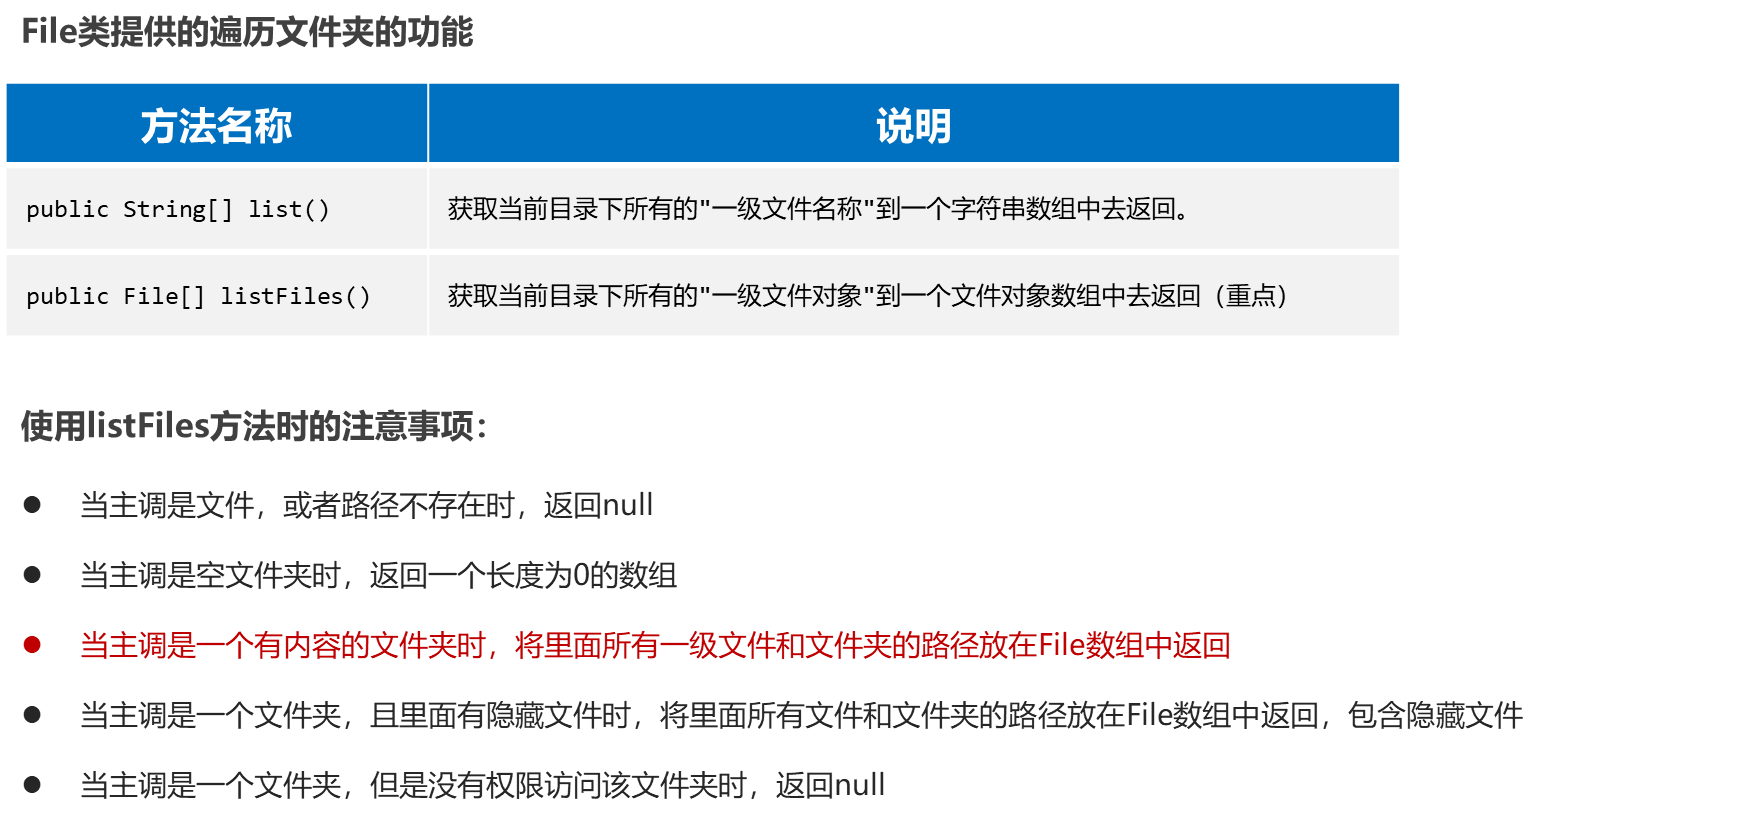 File类提供的遍历文件夹的功能
方法名称 说明
public String[] list() 获取当前目录下所有的"一级文件名称"到一个字符串数组中去返回。
public File[] listFiles() 获取当前目录下所有的"一级文件对象"到一个文件对象数组中去返回（重点）
使用listFiles方法时的注意事项：
● 当主调是文件，或者路径不存在时，返回null
● 当主调是空文件夹时，返回一个长度为0的数组
● 当主调是一个有内容的文件夹时，将里面所有一级文件和文件夹的路径放在File数组中返回
● 当主调是一个文件夹，且里面有隐藏文件时，将里面所有文件和文件夹的路径放在File数组中返回，包含隐藏文件
● 当主调是一个文件夹，但是没有权限访问该文件夹时，返回null